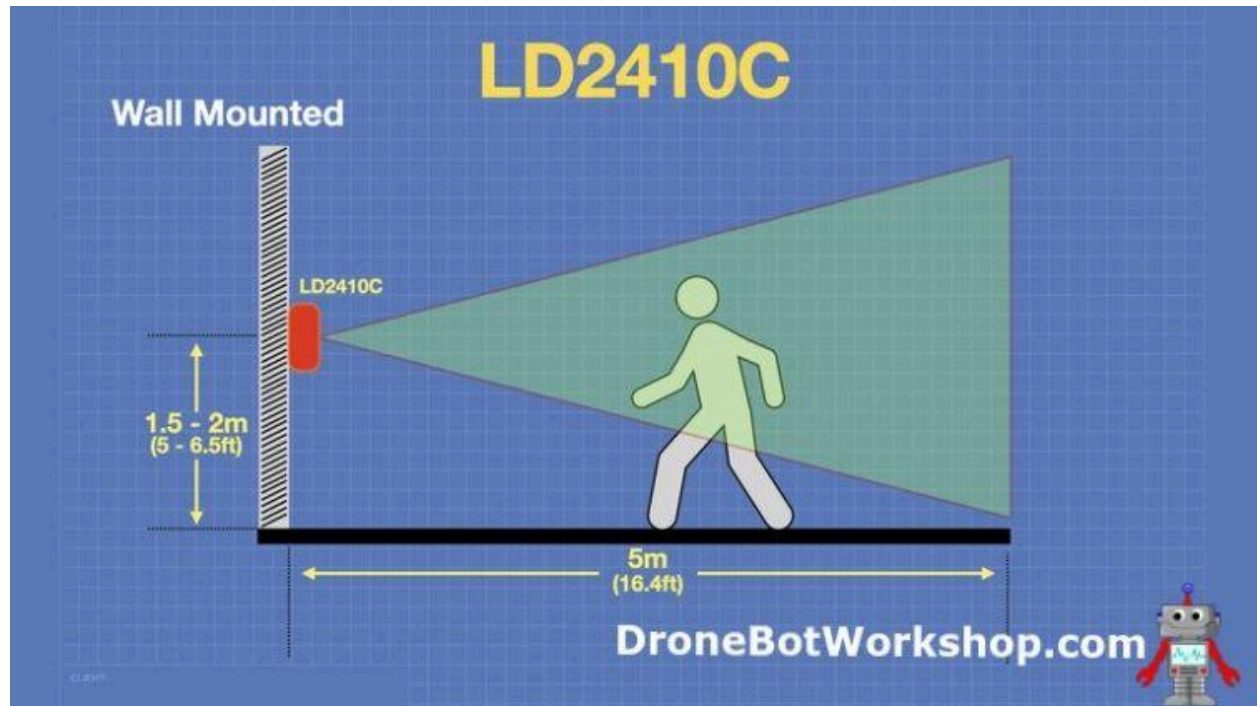 LD2410C
Wall Mounted
LD2410C
1.5 - 2m
(5 - 6.5ft)
5m
(16.4ft)
DroneBotWorkshop.com